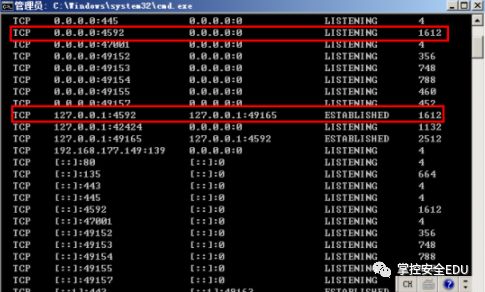 管理员: C:\Windows\system32\cmd.exe
TCP 0.0.0.0:445 0.0.0.0:0 LISTENING 4
TCP 0.0.0.0:4592 0.0.0.0:0 LISTENING 1612
TCP 0.0.0.0:47001 0.0.0.0:0 LISTENING 4
TCP 0.0.0.0:49152 0.0.0.0:0 LISTENING 356
TCP 0.0.0.0:49153 0.0.0.0:0 LISTENING 748
TCP 0.0.0.0:49154 0.0.0.0:0 LISTENING 788
TCP 0.0.0.0:49155 0.0.0.0:0 LISTENING 460
TCP 0.0.0.0:49157 0.0.0.0:0 LISTENING 452
TCP 127.0.0.1:4592 127.0.0.1:49165 ESTABLISHED 1612
TCP 127.0.0.1:42424 0.0.0.0:0 LISTENING 1132
TCP 127.0.0.1:49165 127.0.0.1:4592 ESTABLISHED 2512
TCP 192.168.177.149:139 0.0.0.0:0 LISTENING 4
TCP [::]:80 [::]:0 LISTENING 4
TCP [::]:135 [::]:0 LISTENING 664
TCP [::]:443 [::]:0 LISTENING 4
TCP [::]:445 [::]:0 LISTENING 4
TCP [::]:4592 [::]:0 LISTENING 1612
TCP [::]:47001 [::]:0 LISTENING 4
TCP [::]:49152 [::]:0 LISTENING 356
TCP [::]:49153 [::]:0 LISTENING 748
TCP [::]:49154 [::]:0 LISTENING 788
TCP [::]:49155 [::]:0 LISTENING
TCP [::]:49157 [::]:0 LISTENING
掌控安全EDU
CH